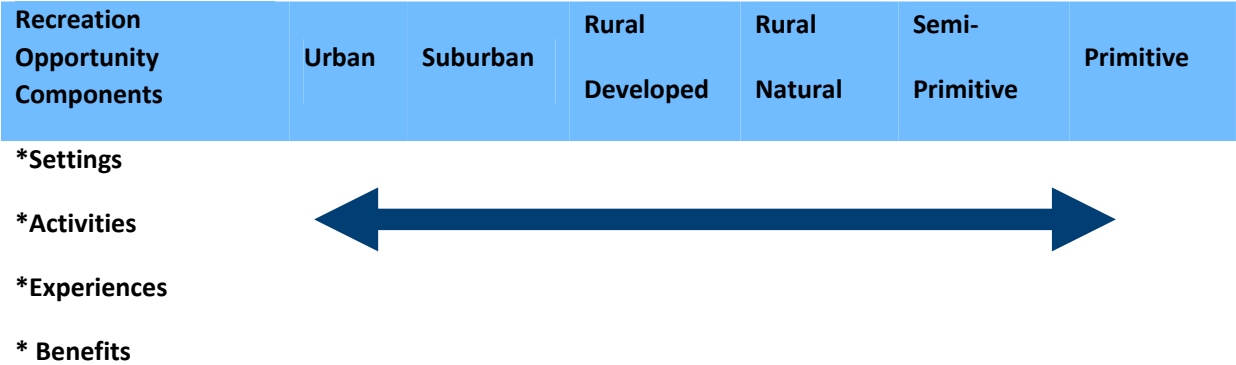 Recreation
Opportunity
Components
Urban
Suburban
Rural
Developed
Rural
Natural
Semi-
Primitive
Primitive
*Settings
*Activities
*Experiences
* Benefits